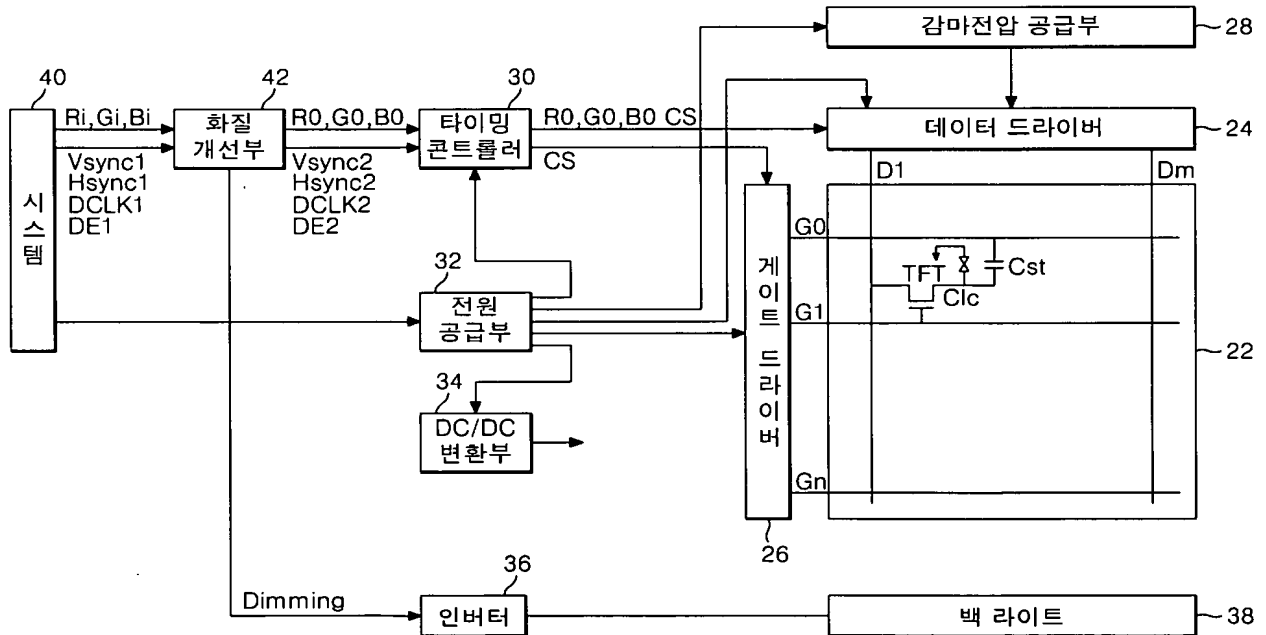 감마전압 공급부
28
40
42
30
Ri,Gi,Bi
화질
개선부
R0,G0,B0
타이밍
콘트롤러
R0,G0,B0 CS
데이터 드라이버
24
Vsync1
Hsync1
DCLK1
DE1
Vsync2
Hsync2
DCLK2
DE2
CS
D1
Dm
시스템
G0
TFT
Clc
Cst
32
전원
공급부
게이트 드라이버
G1
22
34
DC/DC
변환부
Gn
26
36
Dimming
인버터
백 라이트
38